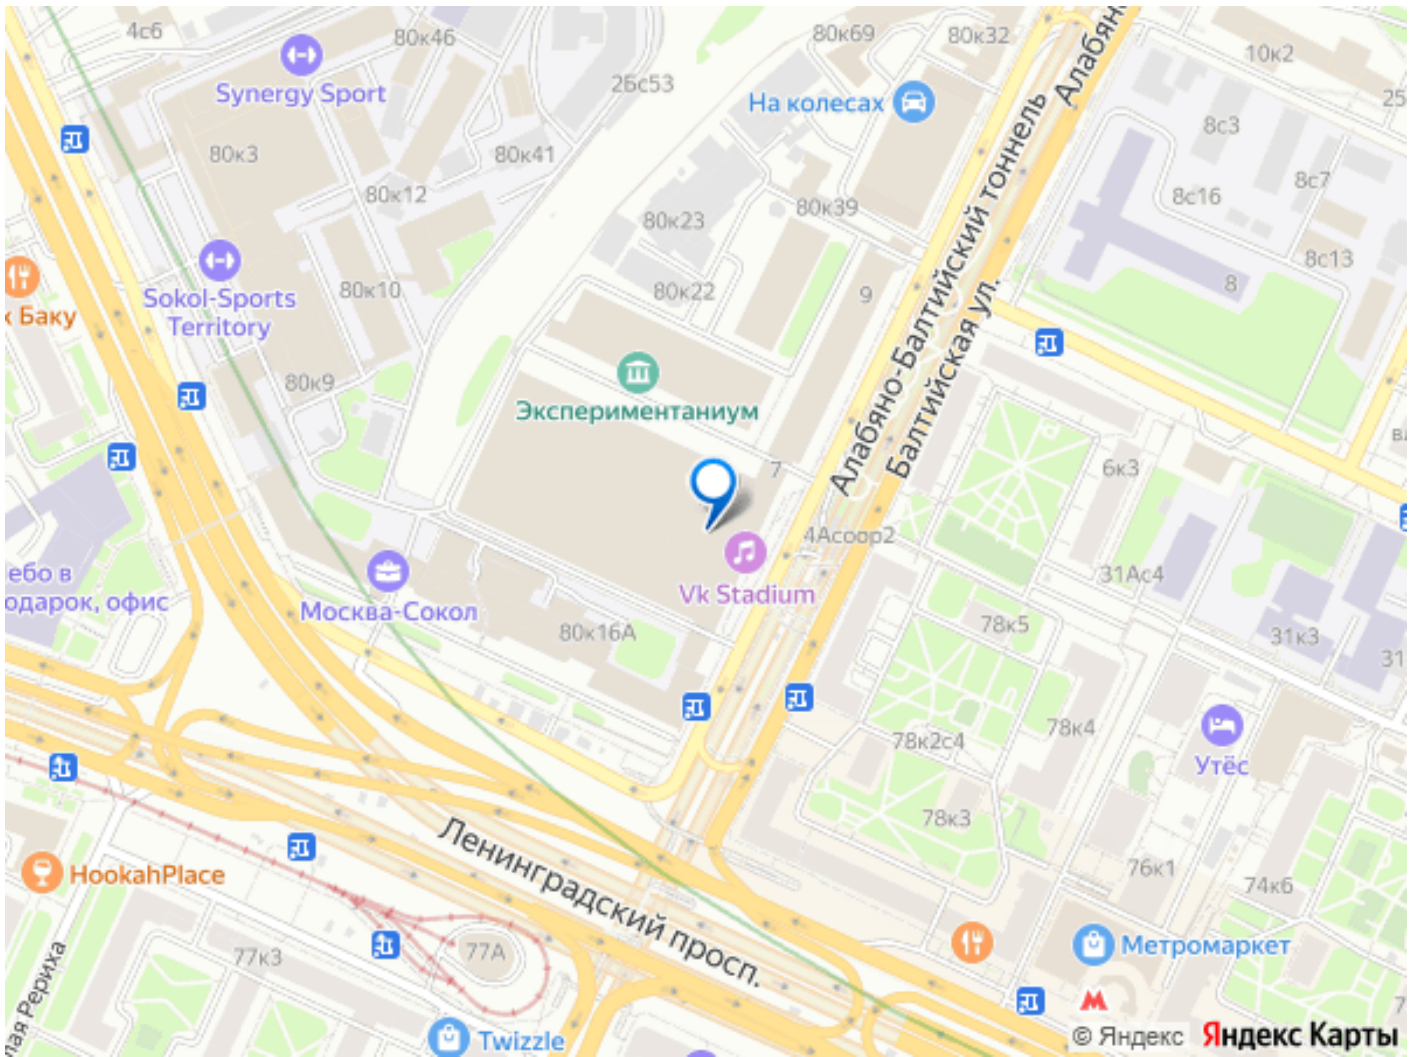 4с6
80к46
80к69
80к32
Алабян
10к2
Synergy Sport
2Бс53
На колесах
25
8с3
80к3
80к41
80к12
8с7
8с16
80к23
80к39
Алабяно-Балтийский тоннель
8с13
Sokol-Sports
Territory
80к10
80к22
9
8
к Баку
Балтийская ул.
80к9
Экспериментаниум
7
6к3
4Асоор2
ебо в
одарок, офис
Москва-Сокол
Vk Stadium
31Ас4
80к16А
78к5
31к3
31
78к2с4
78к4
Утёс
78к3
Ленинградский просп.
HookahPlace
76к1
74к6
77к3
77А
Метромаркет
лая Рериха
Twizzle
© Яндекс Яндекс Карты